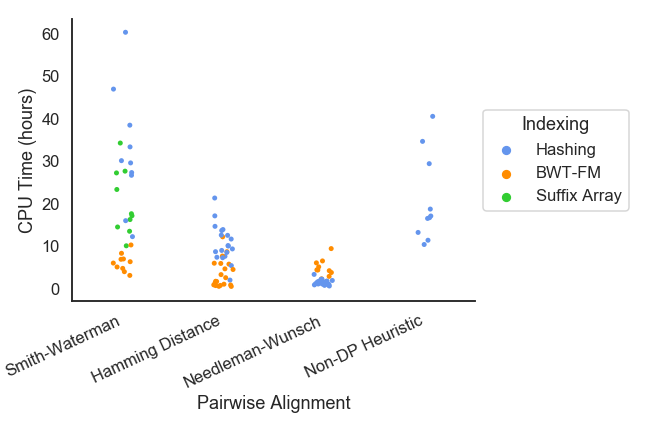 CPU Time (hours)
60
50
40
30
20
10
0
Smith-Waterman
Hamming Distance
Needleman-Wunsch
Non-DP Heuristic
Pairwise Alignment
Indexing
Hashing
BWT-FM
Suffix Array